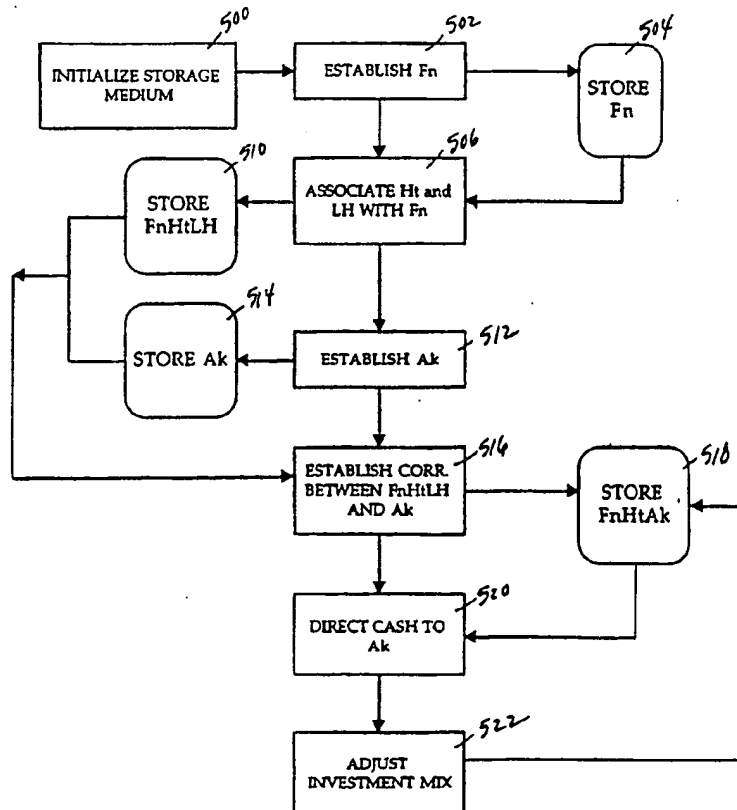 500
INITIALIZE STORAGE
MEDIUM
502
ESTABLISH Fn
504
STORE
Fn
506
ASSOCIATE Ht and
LH WITH Fn
510
STORE
FnHtLH
512
ESTABLISH Ak
514
STORE Ak
516
ESTABLISH CORR.
BETWEEN FnHtLH
AND Ak
518
STORE
FnHtAk
520
DIRECT CASH TO
Ak
522
ADJUST
INVESTMENT MIX